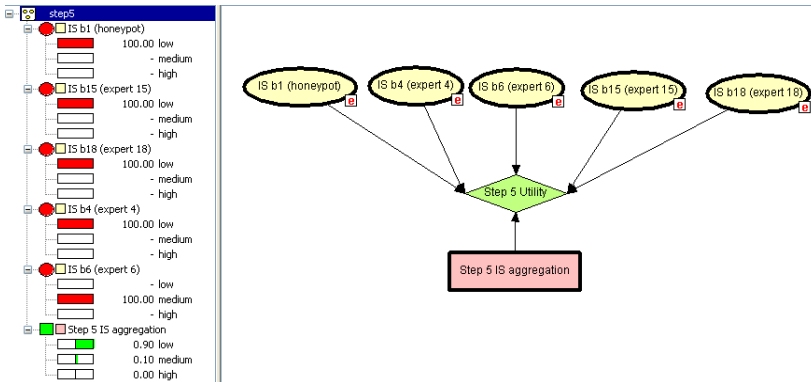 step5
IS b1 (honeypot)
100.00 low
- medium
- high
IS b15 (expert 15)
100.00 low
- medium
- high
IS b18 (expert 18)
100.00 low
- medium
- high
IS b4 (expert 4)
100.00 low
- medium
- high
IS b6 (expert 6)
- low
100.00 medium
- high
Step 5 IS aggregation
0.90 low
0.10 medium
0.00 high
IS b1 (honeypot)
e
IS b4 (expert 4)
e
IS b6 (expert 6)
e
IS b15 (expert 15)
e
IS b18 (expert 18)
e
Step 5 Utility
Step 5 IS aggregation